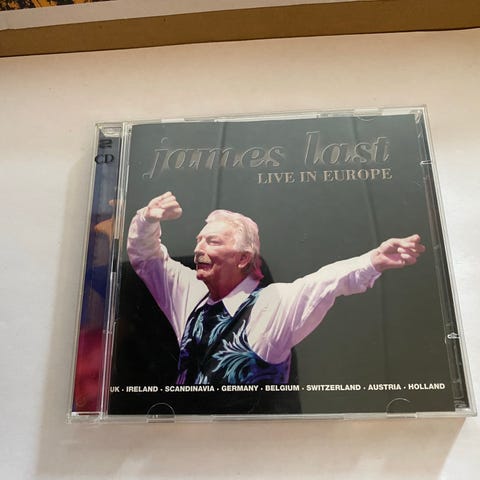 2
CD
james last
LIVE IN EUROPE
UK · IRELAND · SCANDINAVIA · GERMANY · BELGIUM · SWITZERLAND · AUSTRIA · HOLLAND